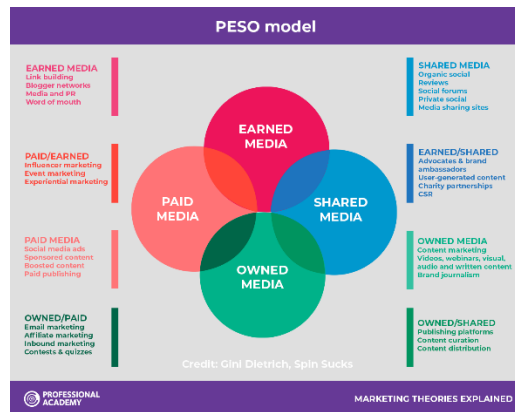 PESO model
EARNED MEDIA
Link building
Blogger networks
Media and PR
Word of mouth
PAID/EARNED
Influencer marketing
Event marketing
Experiential marketing
PAID MEDIA
Social media ads
Sponsored content
Boosted content
Paid publishing
OWNED/PAID
Email marketing
Affiliate marketing
Inbound marketing
Contests & quizzes
EARNED
MEDIA
PAID
MEDIA
SHARED
MEDIA
OWNED
MEDIA
Credit: Gini Dietrich, Spin Sucks
SHARED MEDIA
Organic social
Reviews
Social forums
Private social
Media sharing sites
EARNED/SHARED
Advocates & brand
ambassadors
User-generated content
Charity partnerships
CSR
OWNED MEDIA
Content marketing
Videos, webinars, visual,
audio and written content
Brand journalism
OWNED/SHARED
Publishing platforms
Content curation
Content distribution
PROFESSIONAL
ACADEMY
MARKETING THEORIES EXPLAINED